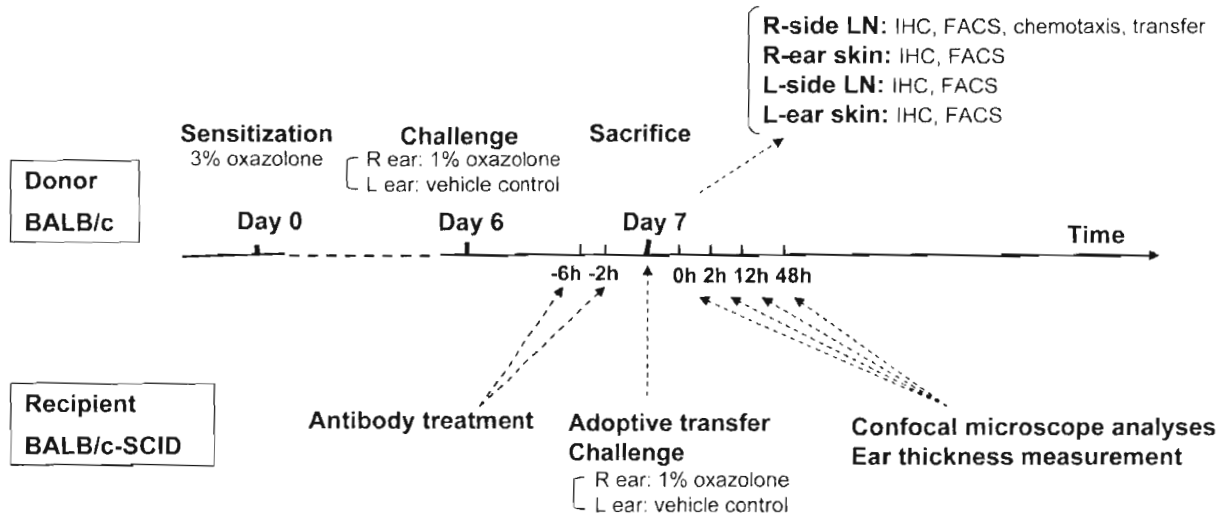 R-side LN: IHC, FACS, chemotaxis, transfer
R-ear skin: IHC, FACS
L-side LN: IHC, FACS
L-ear skin: IHC, FACS
Sensitization
3% oxazolone
Challenge
R ear: 1% oxazolone
L ear: vehicle control
Sacrifice
Donor
BALB/c
Day 0
Day 6
Day 7
Time
-6h -2h
0h 2h 12h 48h
Recipient
BALB/c-SCID
Antibody treatment
Adoptive transfer
Challenge
R ear: 1% oxazolone
L ear: vehicle control
Confocal microscope analyses
Ear thickness measurement